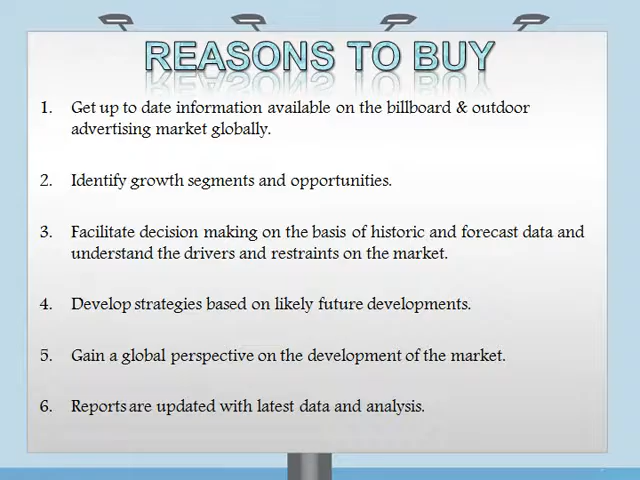 REASONS TO BUY
1. Get up to date information available on the billboard & outdoor
advertising market globally.
2. Identify growth segments and opportunities.
3. Facilitate decision making on the basis of historic and forecast data and
understand the drivers and restraints on the market.
4. Develop strategies based on likely future developments.
5. Gain a global perspective on the development of the market.
6. Reports are updated with latest data and analysis.